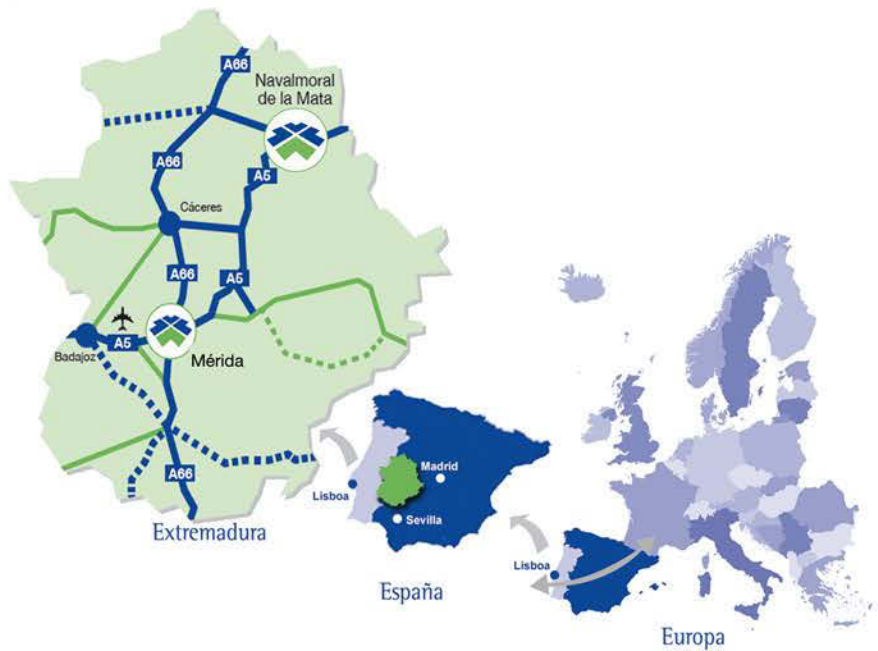 A66
Navalmoral
de la Mata
A66
A5
Cáceres
A66
A5
A5
Badajoz
Mérida
A66
Extremadura
Madrid
Lisboa
Sevilla
España
Lisboa
Europa